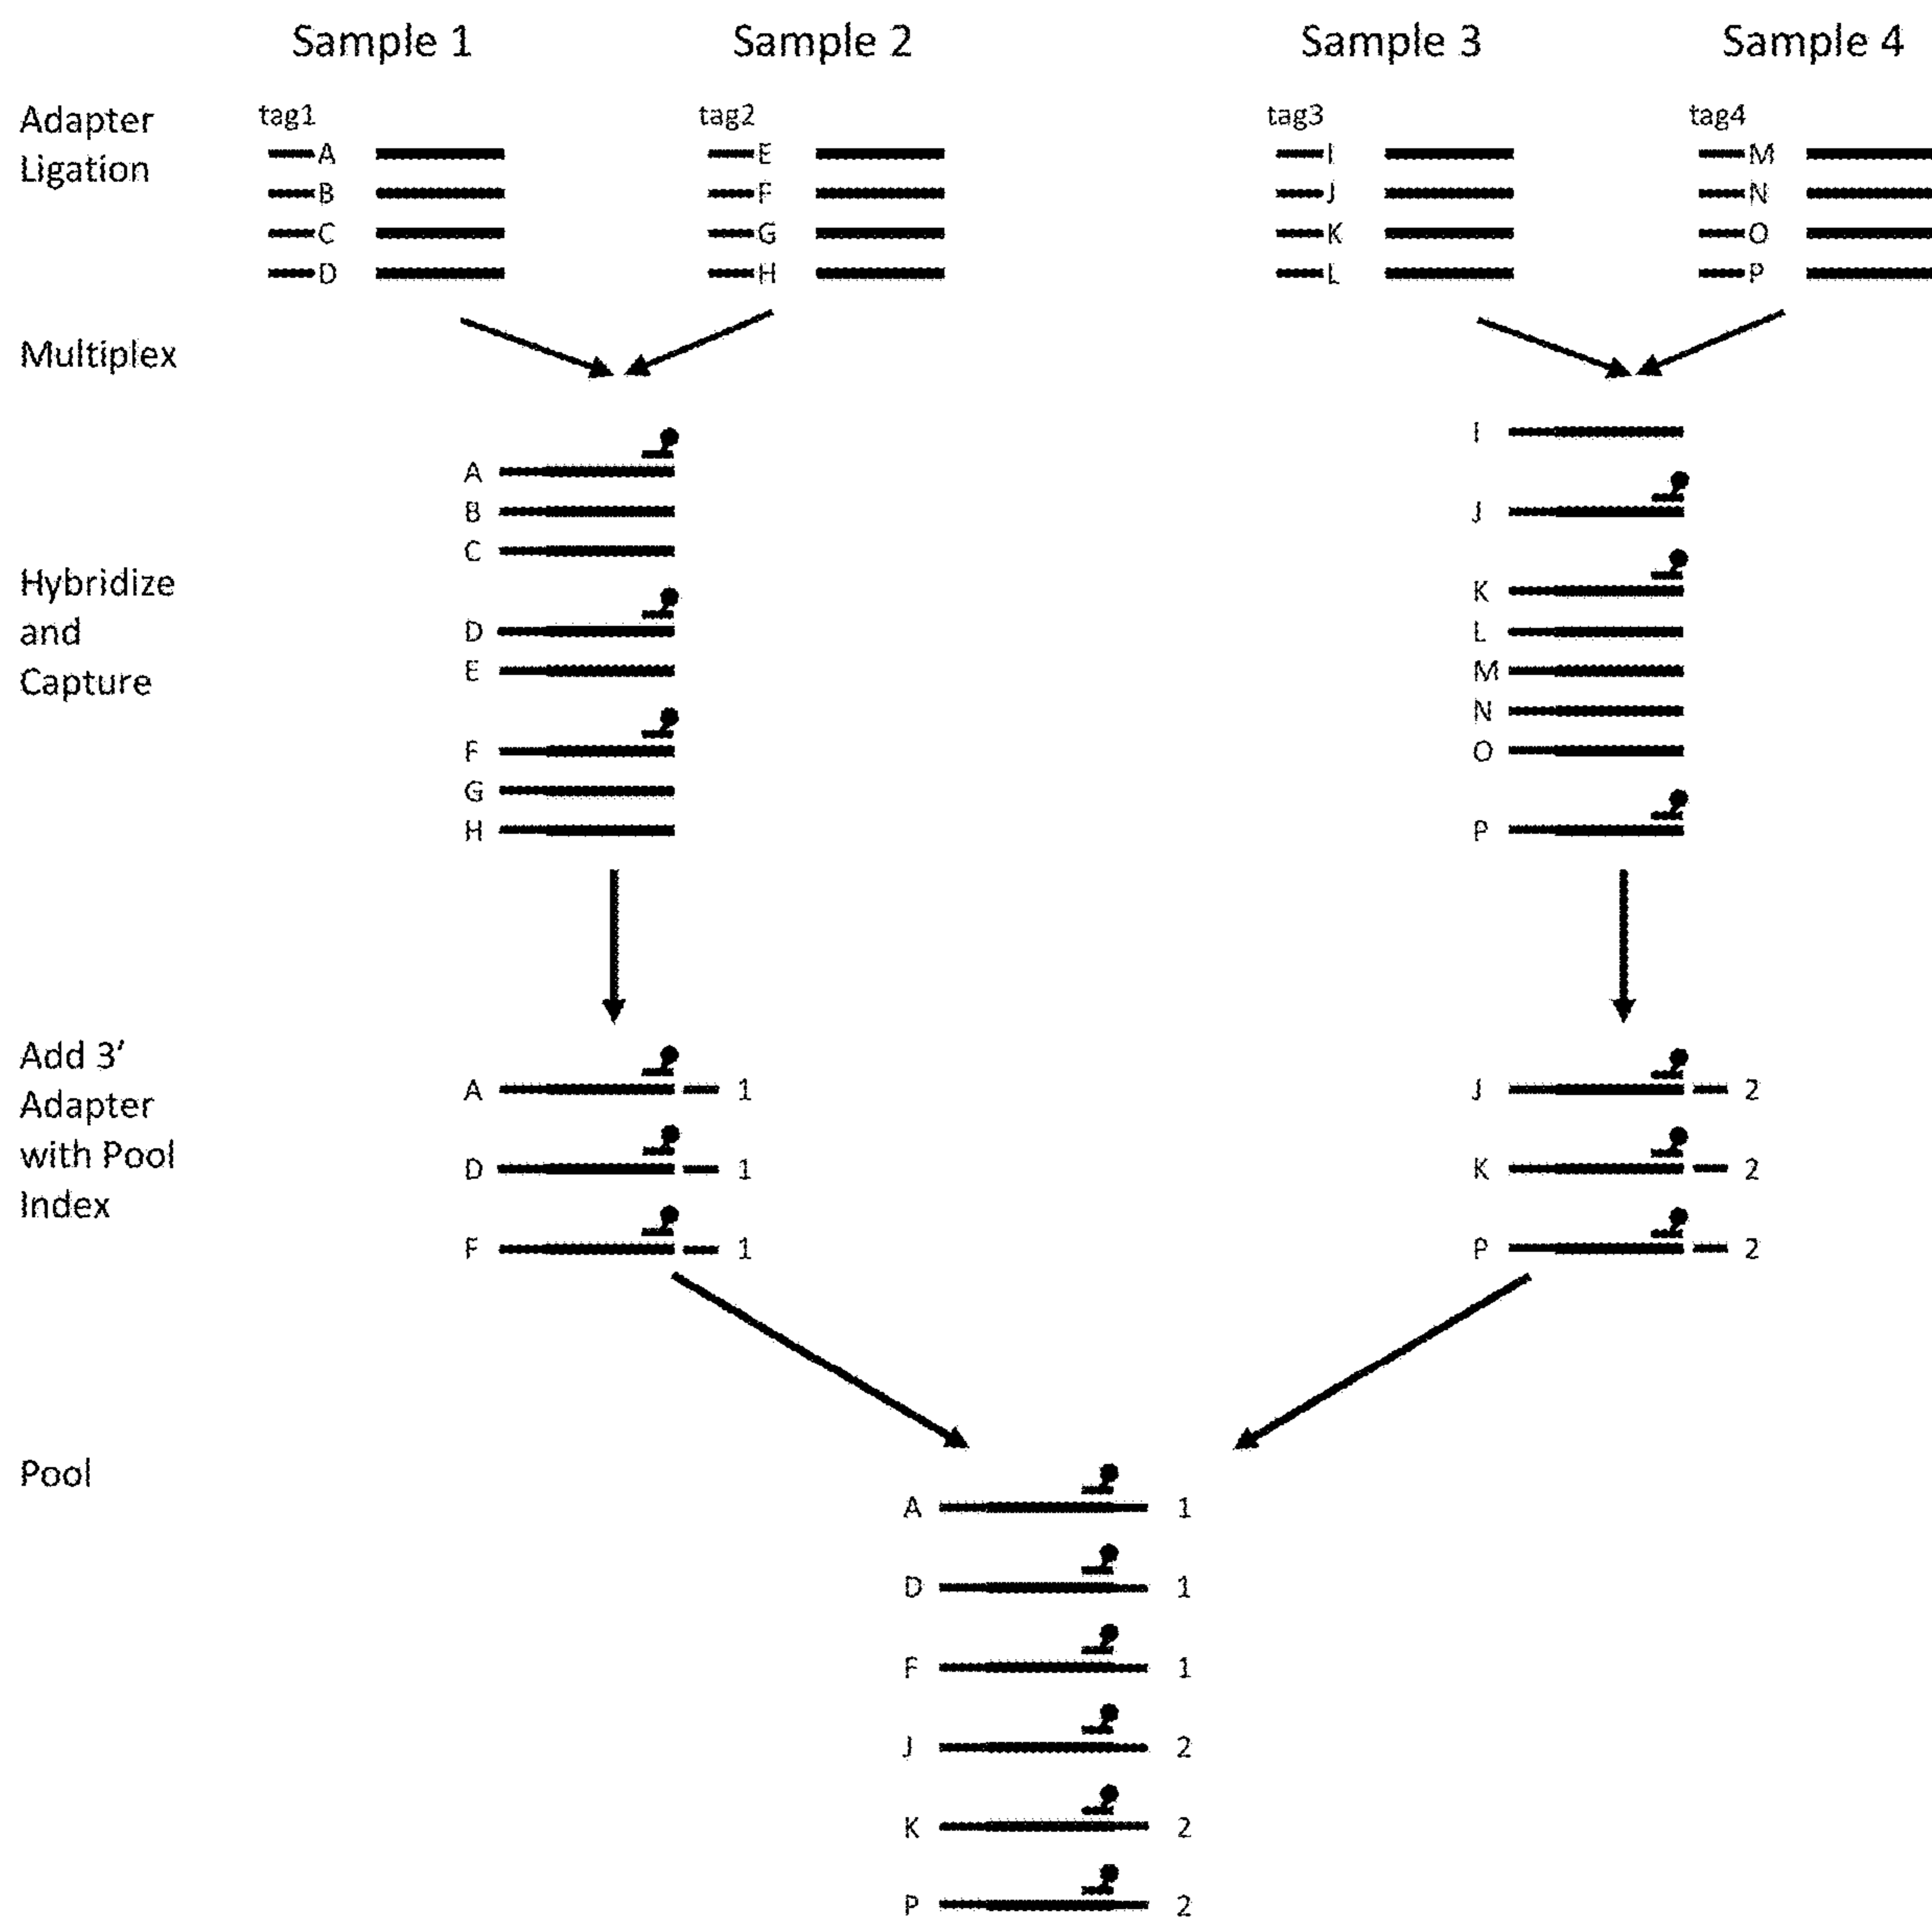 Sample 1 Sample 2 Sample 3 Sample 4
Adapter
Ligation
tag1 tag2 tag3 tag4
A E I M
B F J N
C G K O
D H L P
Multiplex
Hybridize
and
Capture
A
B
C
D
E
F
G
H
I
J
K
L
M
N
O
P
Add 3'
Adapter
with Pool
Index
A 1
D 1
F 1
J 2
K 2
P 2
Pool
A 1
D 1
F 1
J 2
K 2
P 2